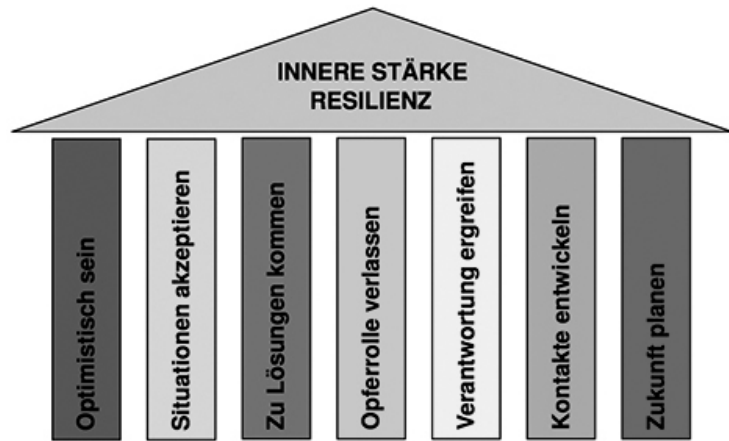 INNERE STÄRKE
RESILIENZ
Optimistisch sein
Situationen akzeptieren
Zu Lösungen kommen
Opferrolle verlassen
Verantwortung ergreifen
Kontakte entwickeln
Zukunft planen